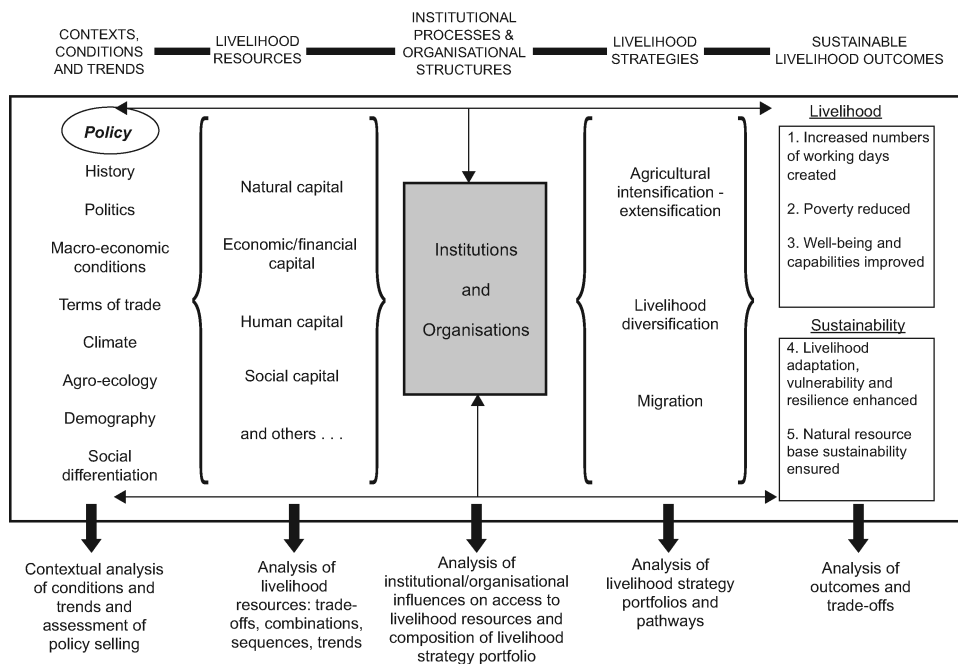 CONTEXTS,
CONDITIONS
AND TRENDS
LIVELIHOOD
RESOURCES
INSTITUTIONAL
PROCESSES &
ORGANISATIONAL
STRUCTURES
LIVELIHOOD
STRATEGIES
SUSTAINABLE
LIVELIHOOD OUTCOMES
Policy
History
Politics
Macro-economic
conditions
Terms of trade
Climate
Agro-ecology
Demography
Social
differentiation
Natural capital
Economic/financial
capital
Human capital
Social capital
and others . . .
Institutions
and
Organisations
Agricultural
intensification -
extensification
Livelihood
diversification
Migration
Livelihood
1. Increased numbers
of working days
created
2. Poverty reduced
3. Well-being and
capabilities improved
Sustainability
4. Livelihood
adaptation,
vulnerability and
resilience enhanced
5. Natural resource
base sustainability
ensured
Contextual analysis
of conditions and
trends and
assessment of
policy selling
Analysis of
livelihood
resources: trade-
offs, combinations,
sequences, trends
Analysis of
institutional/organisational
influences on access to
livelihood resources and
composition of livelihood
strategy portfolio
Analysis of
livelihood strategy
portfolios and
pathways
Analysis of
outcomes and
trade-offs